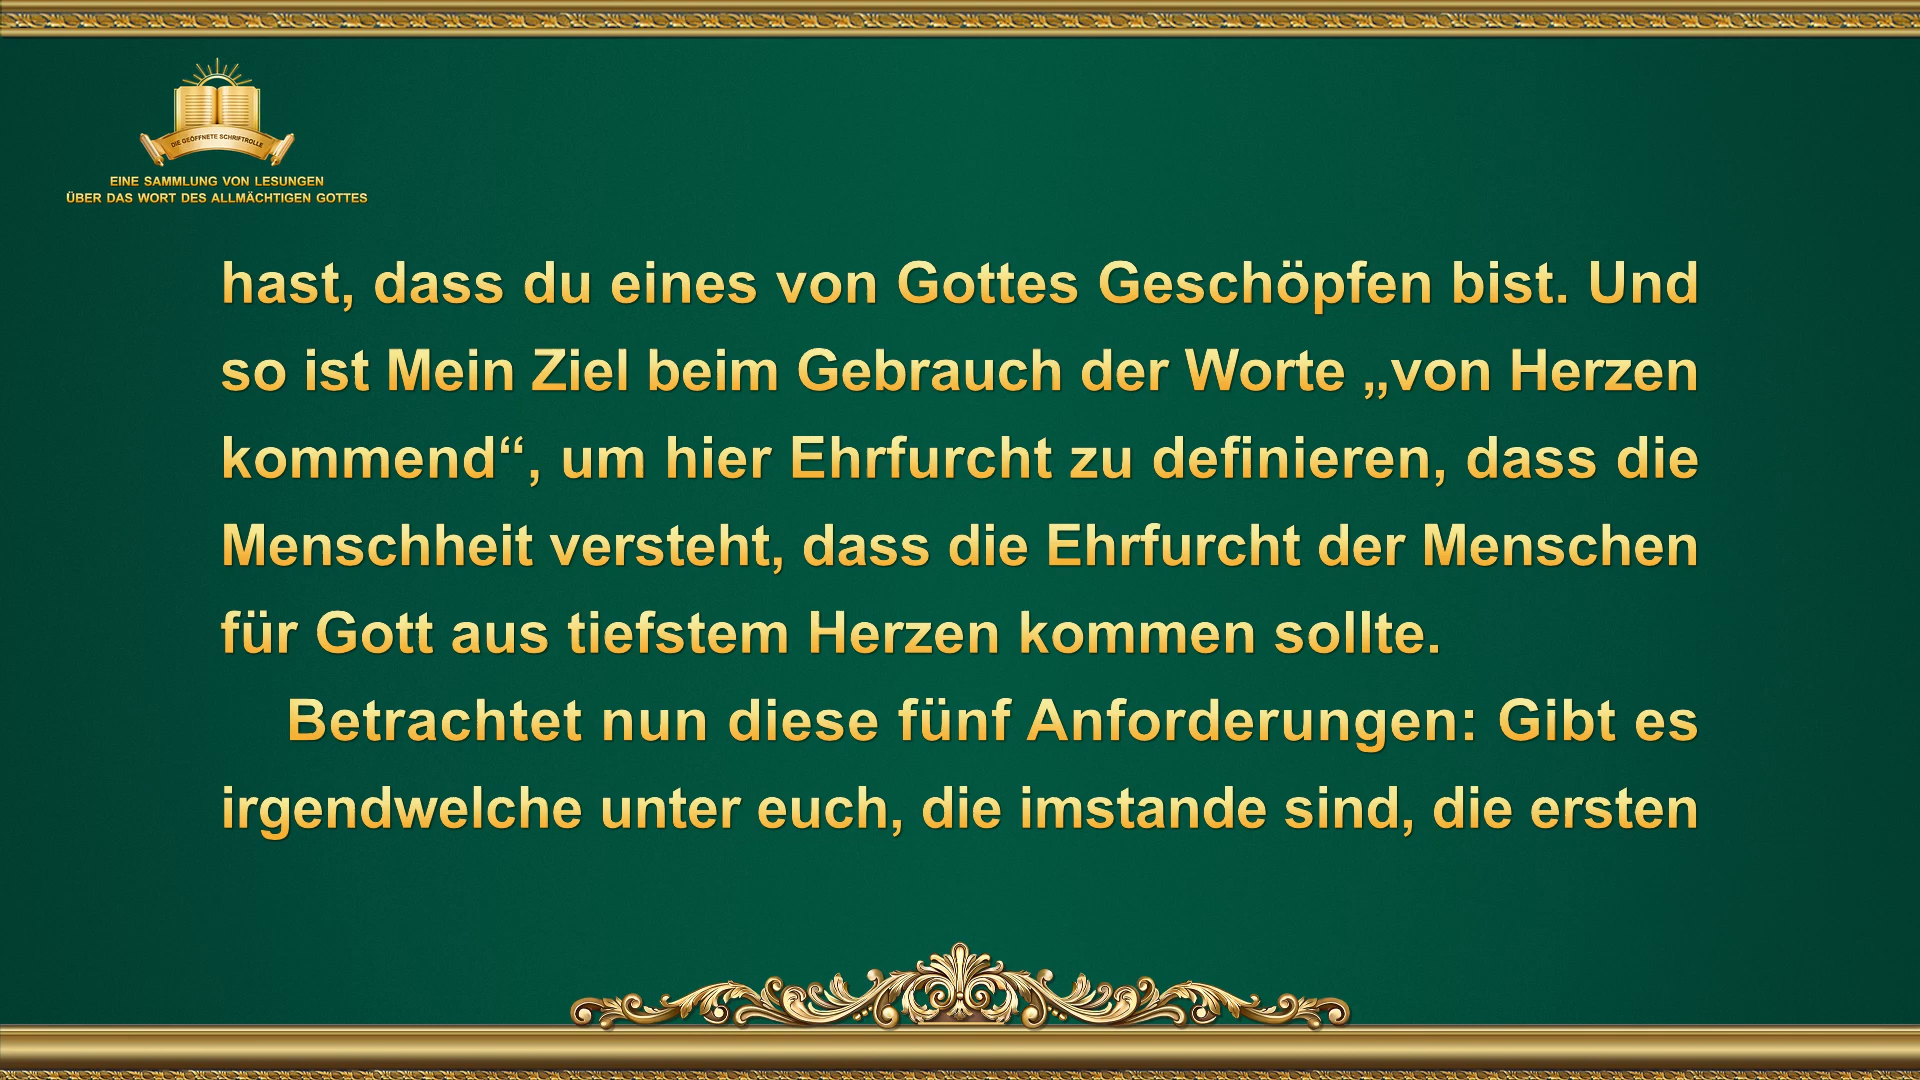 DIE GEÖFFNETE SCHRIFTROLLE
EINE SAMMLUNG VON LESUNGEN
ÜBER DAS WORT DES ALLMÄCHTIGEN GOTTES
hast, dass du eines von Gottes Geschöpfen bist. Und
so ist Mein Ziel beim Gebrauch der Worte „von Herzen
kommend“, um hier Ehrfurcht zu definieren, dass die
Menschheit versteht, dass die Ehrfurcht der Menschen
für Gott aus tiefstem Herzen kommen sollte.
Betrachtet nun diese fünf Anforderungen: Gibt es
irgendwelche unter euch, die imstande sind, die ersten